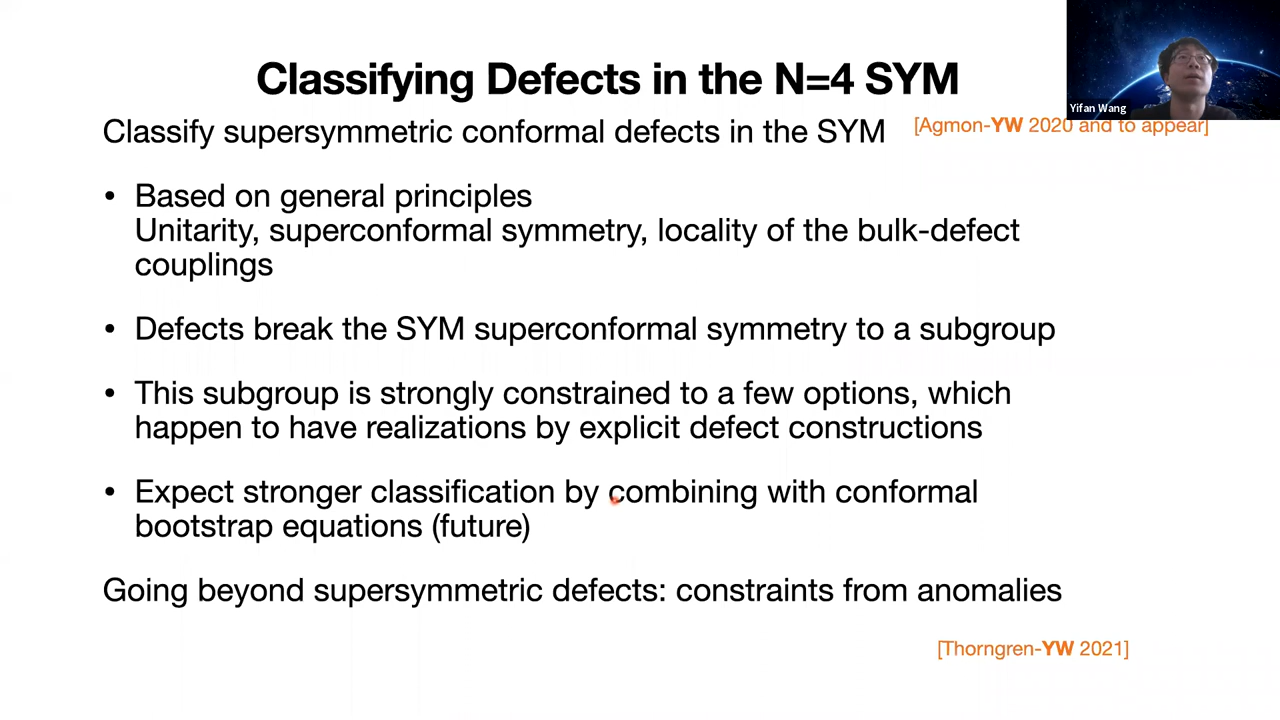 Classifying Defects in the N=4 SYM
Yifan Wang
Classify supersymmetric conformal defects in the SYM
[Agmon-YW 2020 and to appear]
• Based on general principles
Unitarity, superconformal symmetry, locality of the bulk-defect
couplings
• Defects break the SYM superconformal symmetry to a subgroup
• This subgroup is strongly constrained to a few options, which
happen to have realizations by explicit defect constructions
• Expect stronger classification by combining with conformal
bootstrap equations (future)
Going beyond supersymmetric defects: constraints from anomalies
[Thorngren-YW 2021]